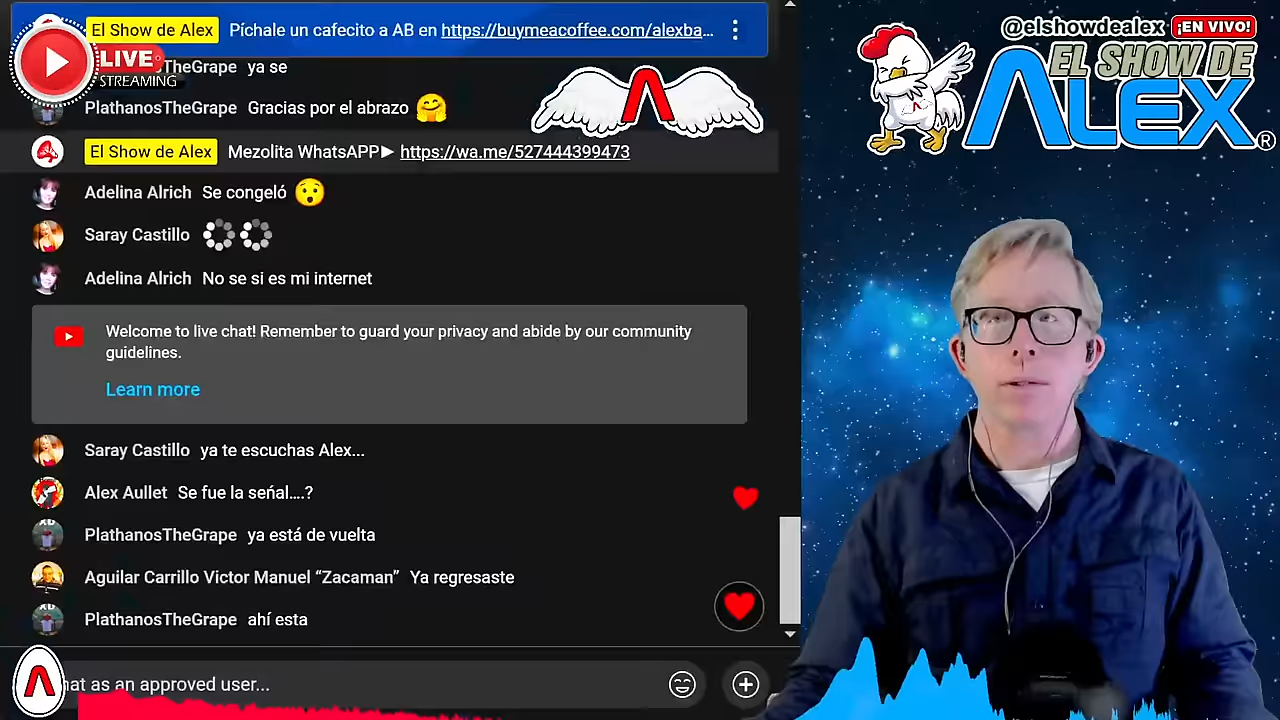 El Show de Alex Píchale un cafecito a AB en https://buymeacoffee.com/alexba...
LIVE
STREAMING
TheGrape ya se
PlathanosTheGrape Gracias por el abrazo 🤗
El Show de Alex Mezolita WhatsAPP► https://wa.me/527444399473
Adelina Alrich Se congeló 😯
Saray Castillo
Adelina Alrich No se si es mi internet
Welcome to live chat! Remember to guard your privacy and abide by our community
guidelines.
Learn more
Saray Castillo ya te escuchas Alex...
Alex Aullet Se fue la seńal....?
PlathanosTheGrape ya está de vuelta
Aguilar Carrillo Victor Manuel “Zacaman” Ya regresaste
PlathanosTheGrape ahí esta
hat as an approved user...
@elshowdealex ¡EN VIVO!
EL SHOW DE
ALEX®